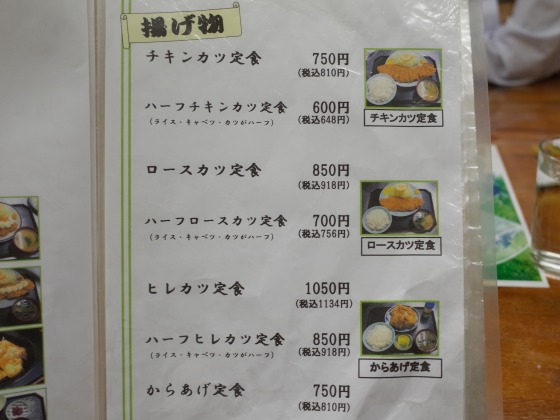 揚げ物
チキンカツ定食 750円
(税込810円)
ハーフチキンカツ定食 600円
(ライス・キャベツ・カツがハーフ) (税込648円)
チキンカツ定食
ロースカツ定食 850円
(税込918円)
ハーフロースカツ定食 700円
(ライス・キャベツ・カツがハーフ) (税込756円)
ロースカツ定食
ヒレカツ定食 1050円
(税込1134円)
ハーフヒレカツ定食 850円
(ライス・キャベツ・カツがハーフ) (税込918円)
からあげ定食
からあげ定食 750円
(税込810円)